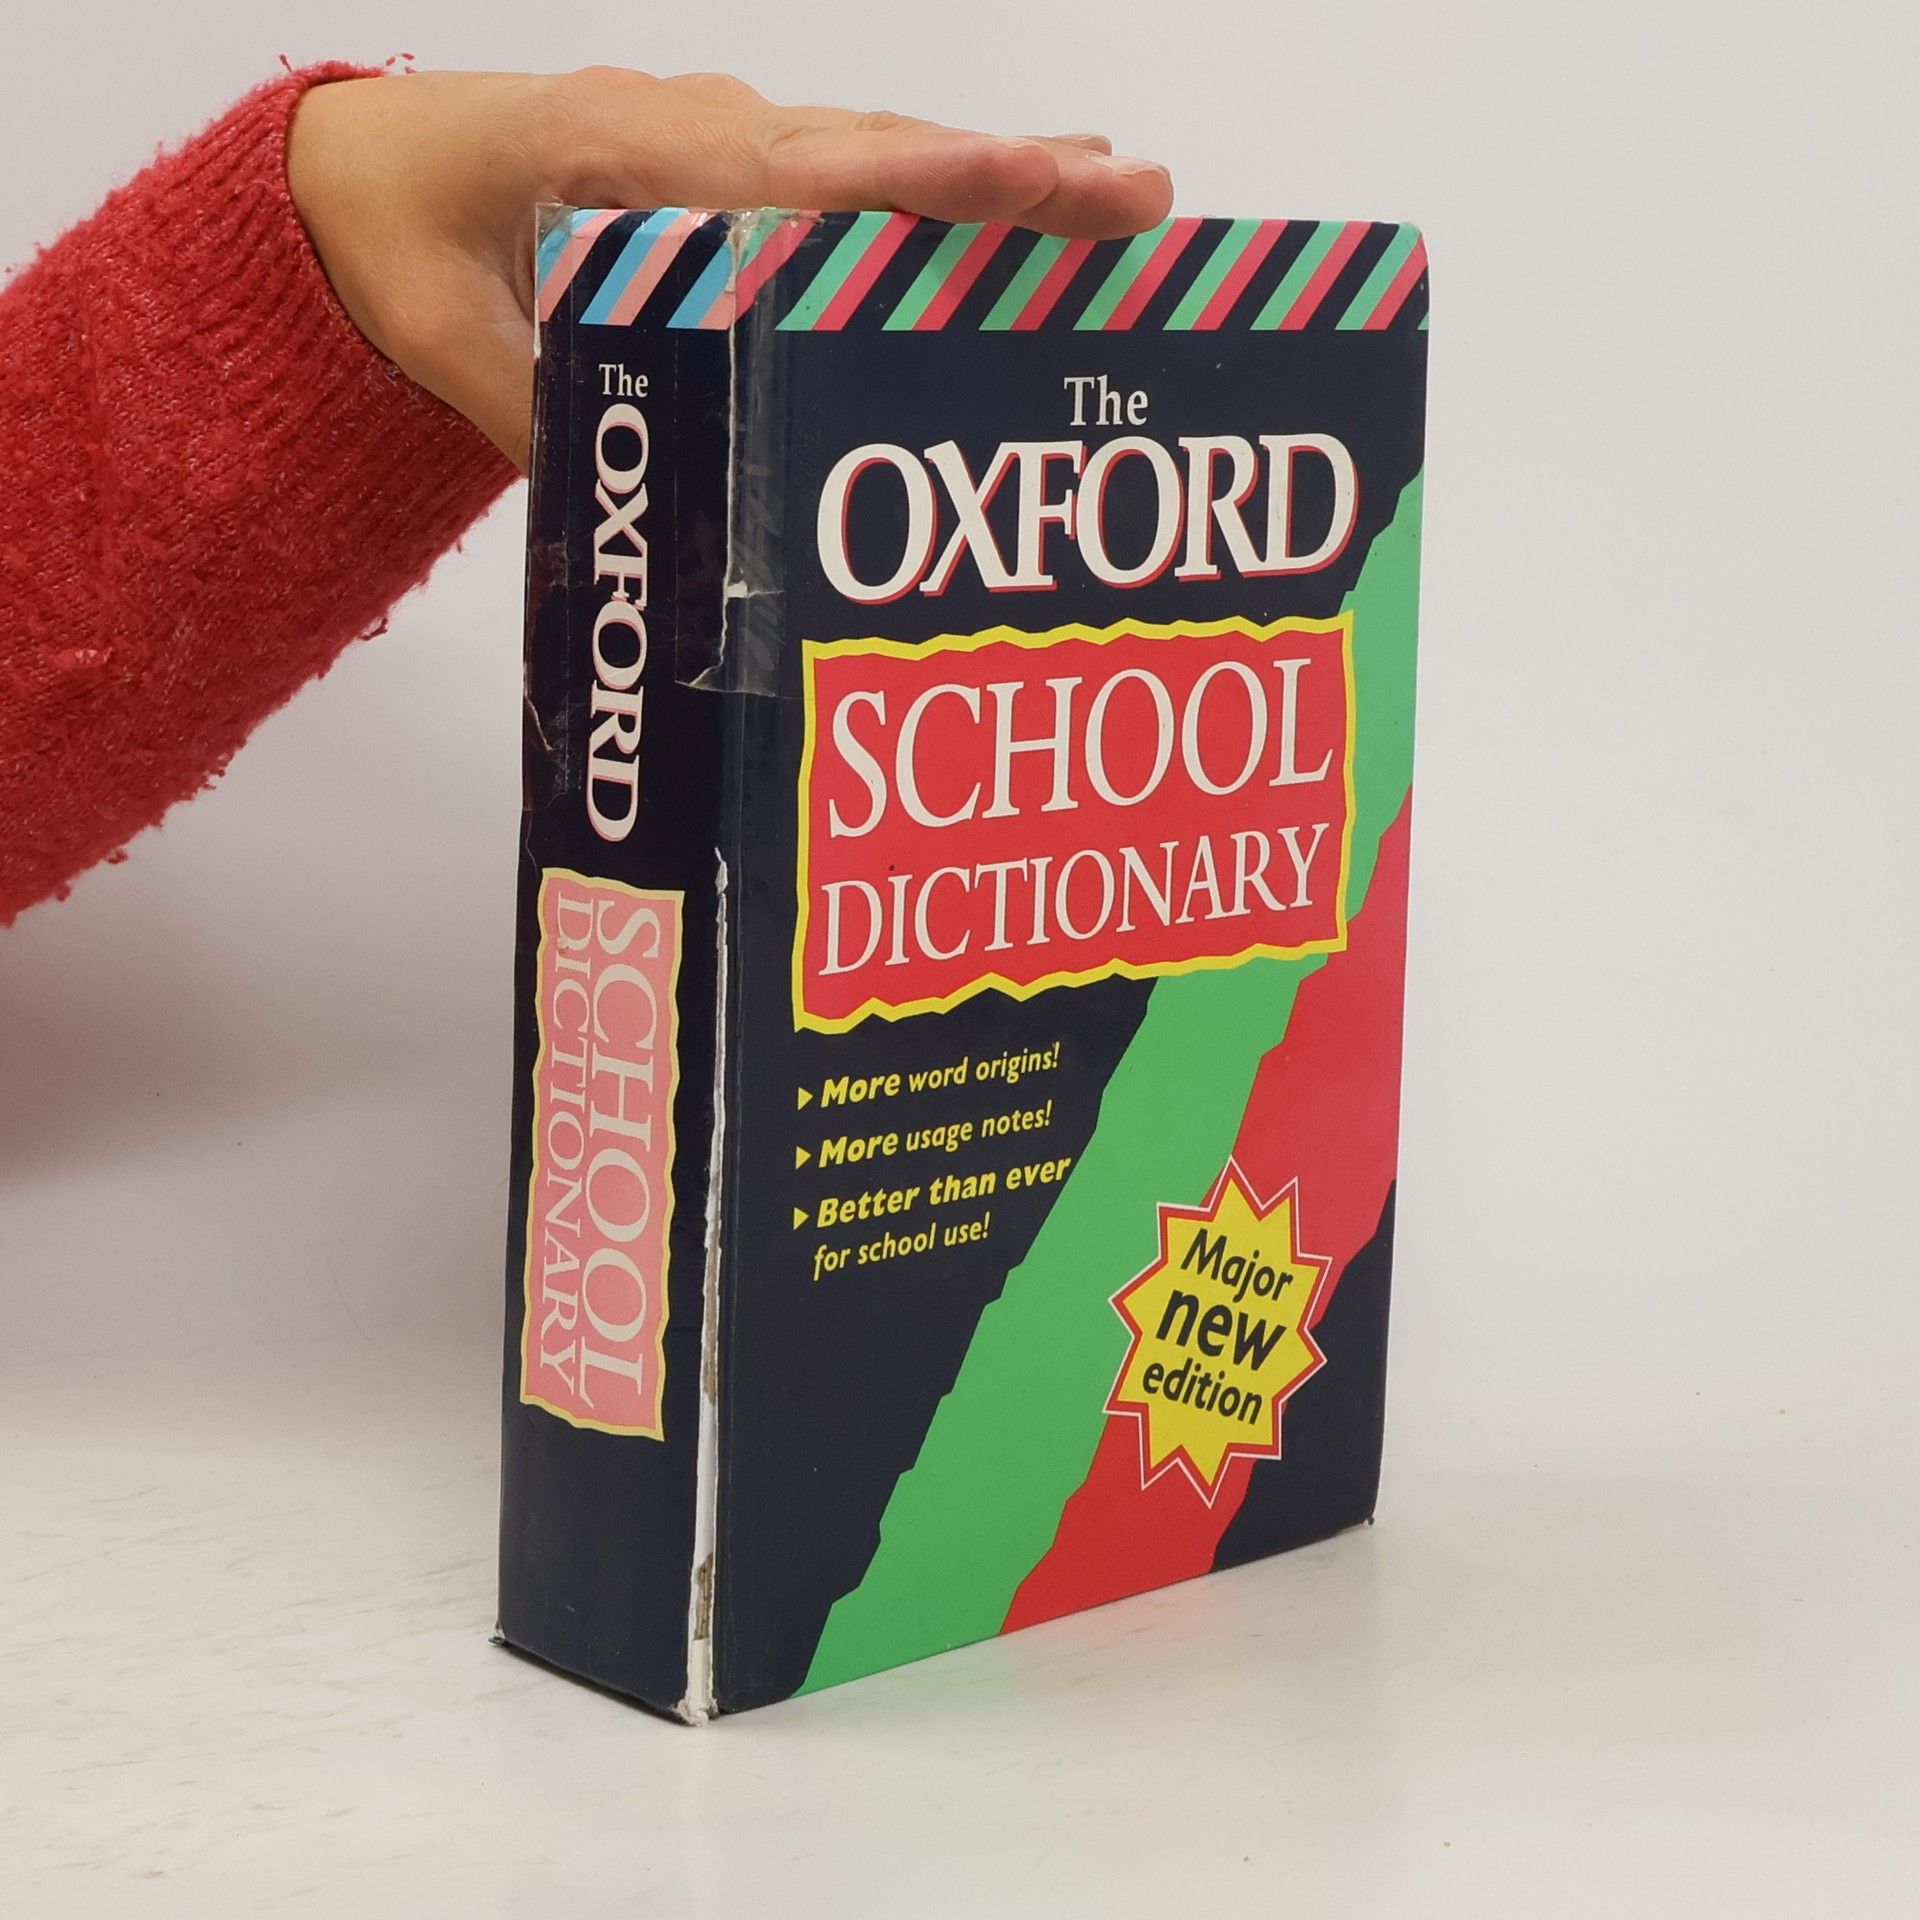 The
OXFORD
SCHOOL
DICTIONARY
The
OXFORD
SCHOOL
DICTIONARY
More word origins!
More usage notes!
Better than ever
for school use!
Major
new
edition